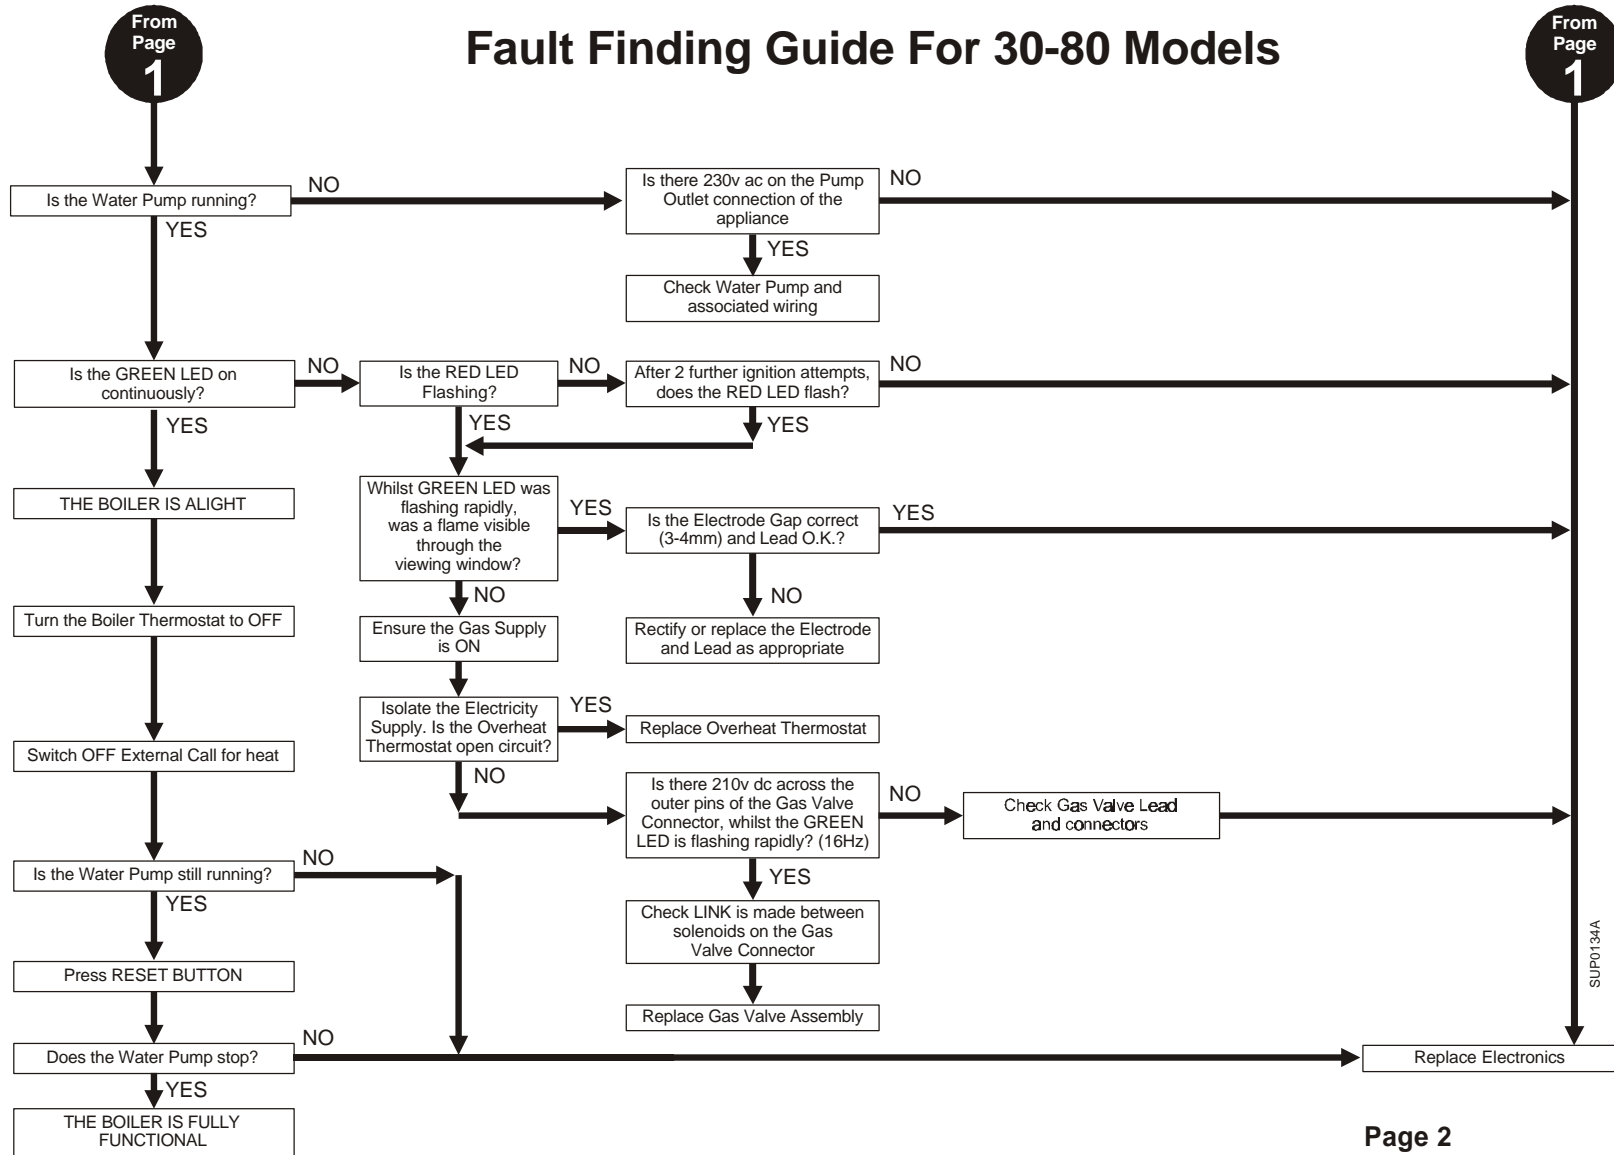 From
Page
1
Fault Finding Guide For 30-80 Models
From
Page
1
Is the Water Pump running?
NO
YES
Is there 230v ac on the Pump
Outlet connection of the
appliance
NO
YES
Check Water Pump and
associated wiring
Is the GREEN LED on
continuously?
NO
YES
Is the RED LED
Flashing?
NO
YES
After 2 further ignition attempts,
does the RED LED flash?
NO
YES
THE BOILER IS ALIGHT
Whilst GREEN LED was
flashing rapidly,
was a flame visible
through the
viewing window?
YES
NO
Is the Electrode Gap correct
(3-4mm) and Lead O.K.?
YES
NO
Turn the Boiler Thermostat to OFF
Ensure the Gas Supply
is ON
Rectify or replace the Electrode
and Lead as appropriate
Isolate the Electricity
Supply. Is the Overheat
Thermostat open circuit?
YES
NO
Replace Overheat Thermostat
Switch OFF External Call for heat
Is there 210v dc across the
outer pins of the Gas Valve
Connector, whilst the GREEN
LED is flashing rapidly? (16Hz)
NO
YES
Check Gas Valve Lead
and connectors
Is the Water Pump still running?
NO
YES
Check LINK is made between
solenoids on the Gas
Valve Connector
Press RESET BUTTON
Replace Gas Valve Assembly
Does the Water Pump stop?
NO
YES
Replace Electronics
THE BOILER IS FULLY
FUNCTIONAL
SUP0134A
Page 2